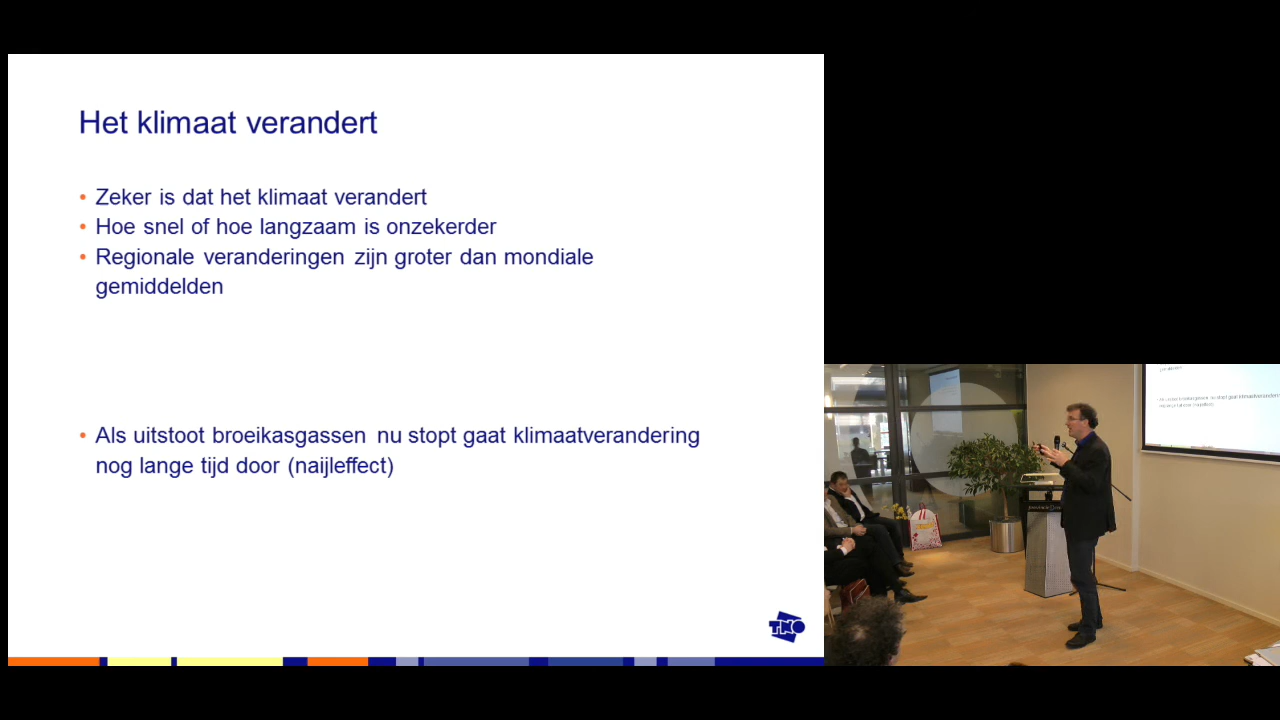 Het klimaat verandert
• Zeker is dat het klimaat verandert
• Hoe snel of hoe langzaam is onzekerder
• Regionale veranderingen zijn groter dan mondiale
gemiddelden
• Als uitstoot broeikasgassen nu stopt gaat klimaatverandering
nog lange tijd door (naijleffect)
TNO